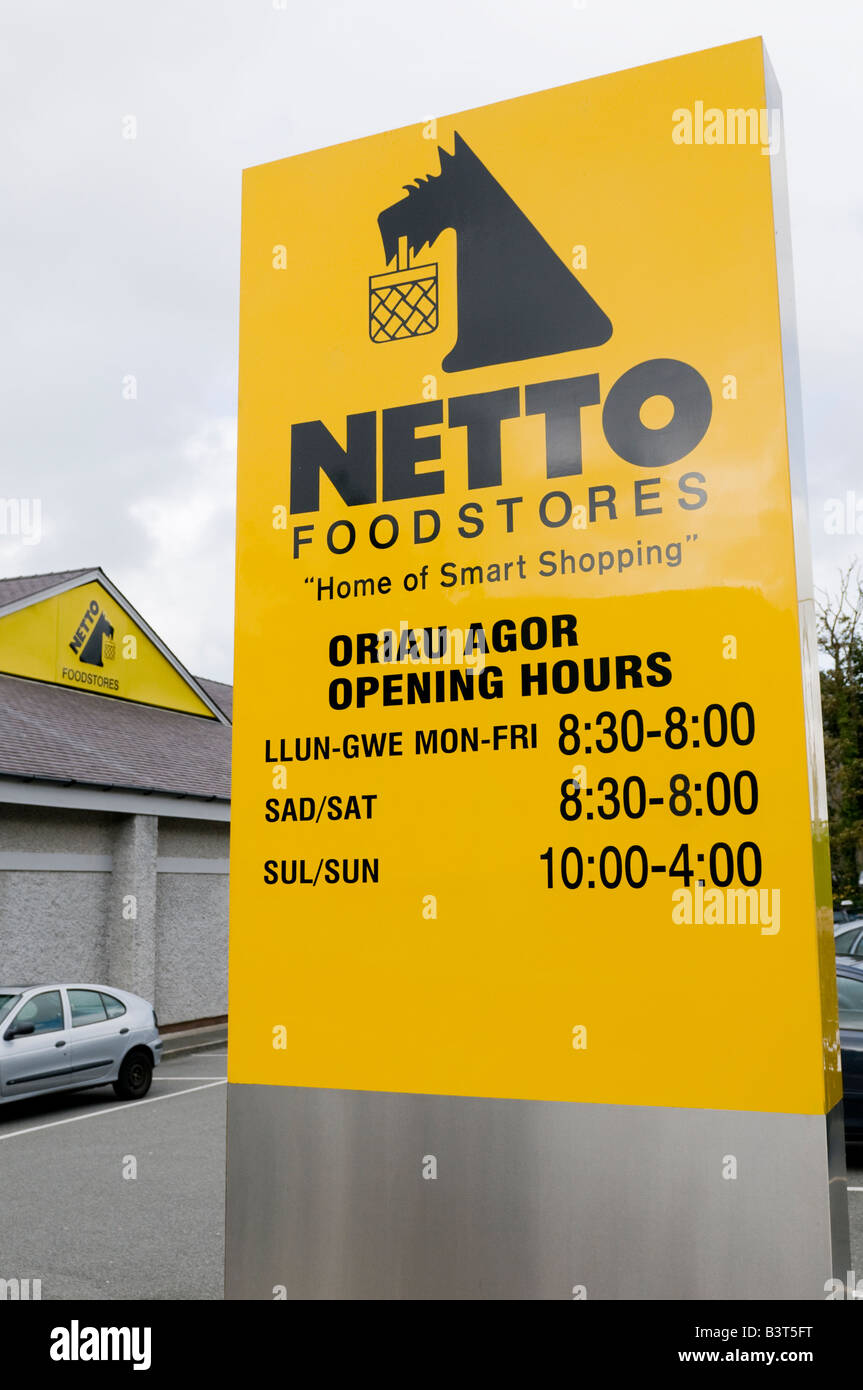 NETTO
FOODSTORES
“Home of Smart Shopping”
ORIAU AGOR
OPENING HOURS
LLUN-GWE MON-FRI 8:30-8:00
SAD/SAT 8:30-8:00
SUL/SUN 10:00-4:00
NETTO
FOODSTORES
alamy
a
a
alamy
Image ID: B3T5FT
www.alamy.com